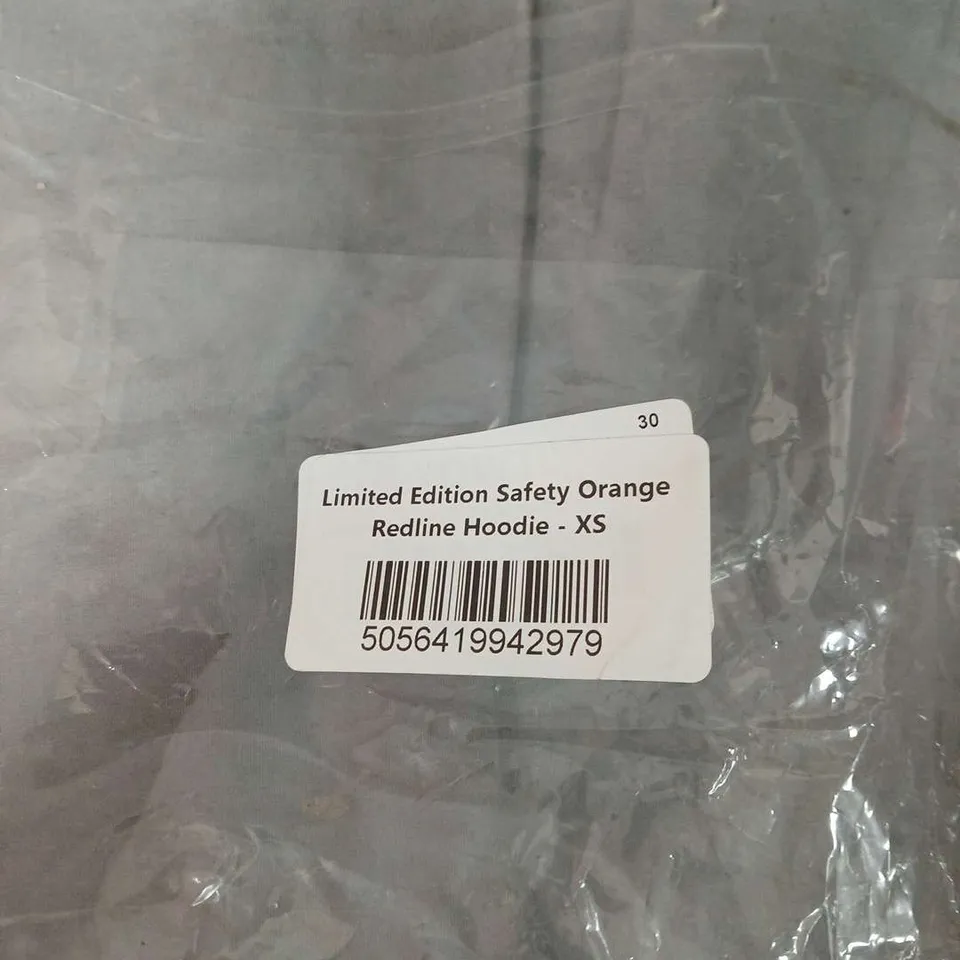 30
Limited Edition Safety Orange
Redline Hoodie - XS
5056419942979